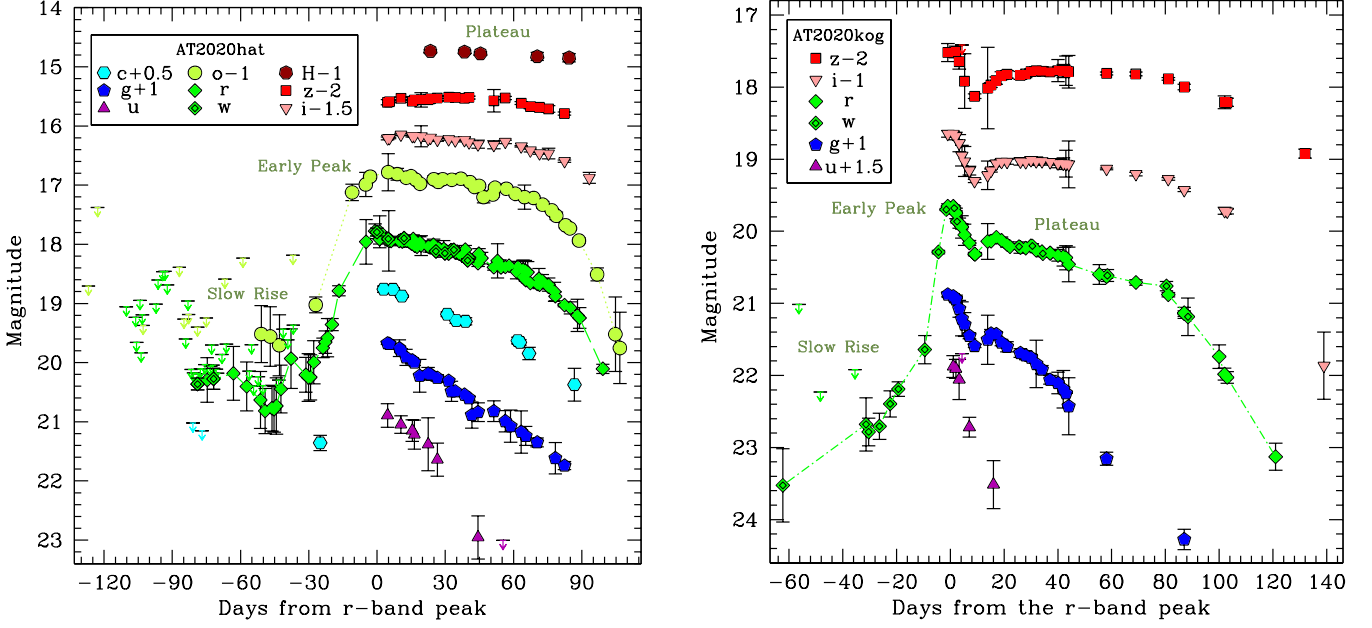 AT2020hat
c+0.5 o−1 H−1
g+1 r z−2
u w i−1.5
Plateau
Early Peak
Slow Rise
Magnitude
14
15
16
17
18
19
20
21
22
23
−120 −90 −60 −30 0 30 60 90
Days from r−band peak
AT2020kog
z−2
i−1
r
w
g+1
u+1.5
Early Peak
Plateau
Slow Rise
Magnitude
17
18
19
20
21
22
23
24
−60 −40 −20 0 20 40 60 80 100 120 140
Days from the r−band peak